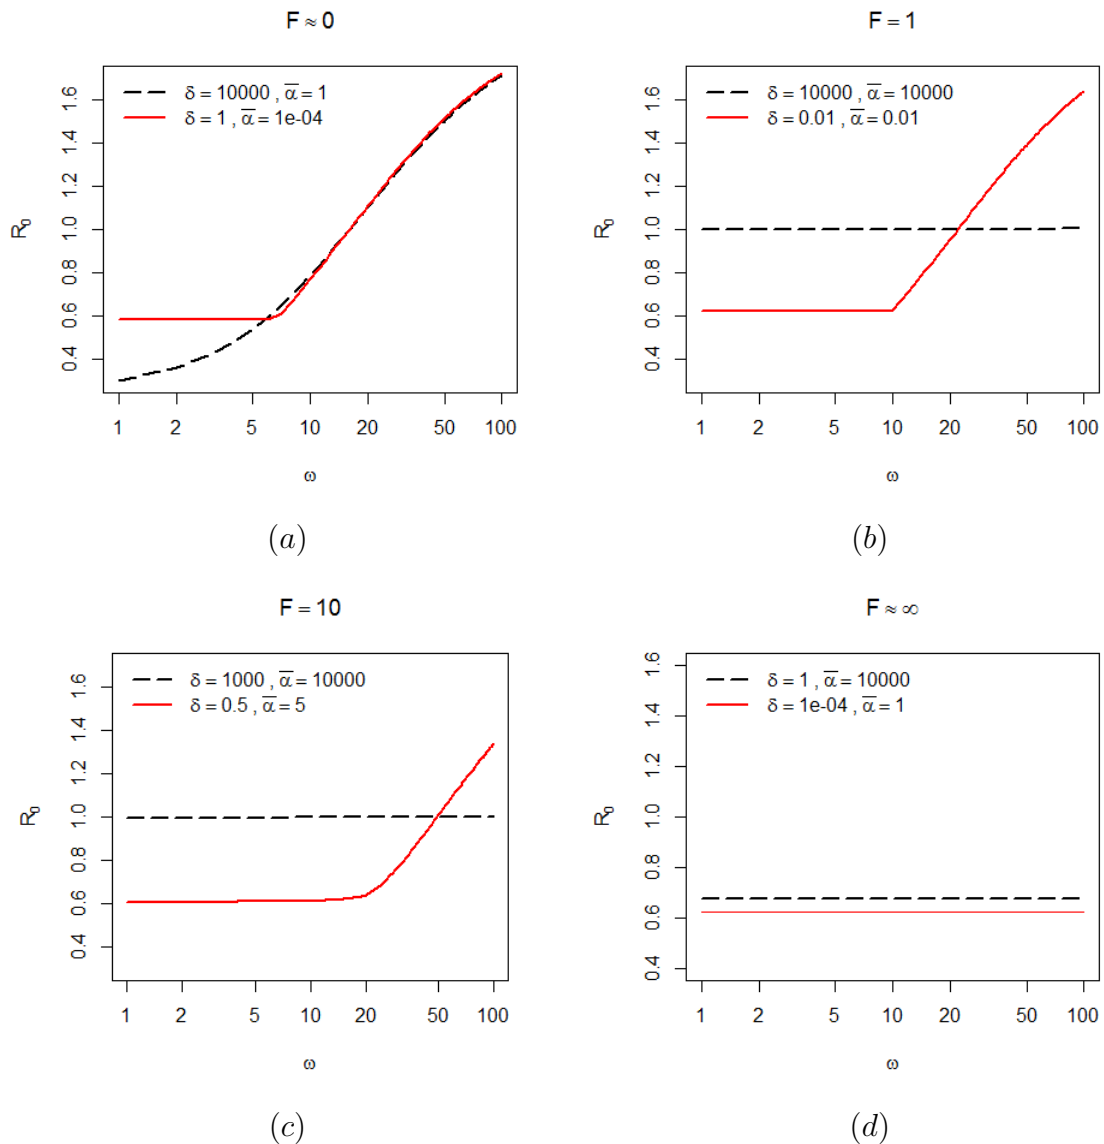 F ≈ 0
δ = 10000 , α̅ = 1
δ = 1 , α̅ = 1e-04
R₀
0.4 0.6 0.8 1.0 1.2 1.4 1.6
1 2 5 10 20 50 100
ω
(a)
F = 1
δ = 10000 , α̅ = 10000
δ = 0.01 , α̅ = 0.01
R₀
0.4 0.6 0.8 1.0 1.2 1.4 1.6
1 2 5 10 20 50 100
ω
(b)
F = 10
δ = 1000 , α̅ = 10000
δ = 0.5 , α̅ = 5
R₀
0.4 0.6 0.8 1.0 1.2 1.4 1.6
1 2 5 10 20 50 100
ω
(c)
F ≈ ∞
δ = 1 , α̅ = 10000
δ = 1e-04 , α̅ = 1
R₀
0.4 0.6 0.8 1.0 1.2 1.4 1.6
1 2 5 10 20 50 100
ω
(d)